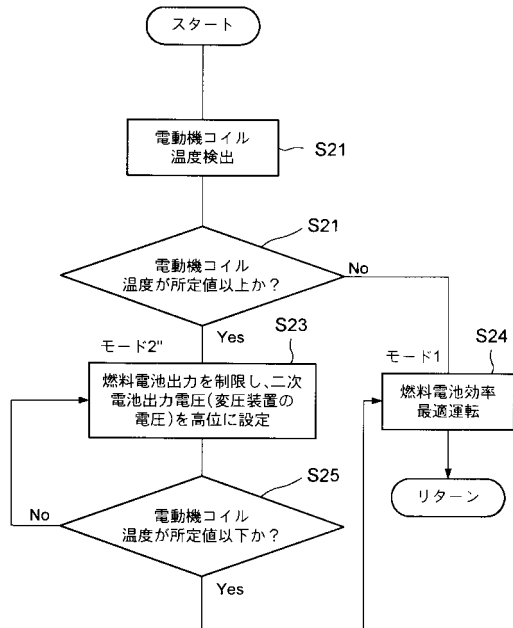 スタート
電動機コイル
温度検出
S21
S21
電動機コイル
温度が所定値以上か?
No
Yes
モード2"
S23
燃料電池出力を制限し、二次
電池出力電圧(変圧装置の
電圧)を高位に設定
モード1
S24
燃料電池効率
最適運転
リターン
S25
電動機コイル
温度が所定値以下か?
No
Yes